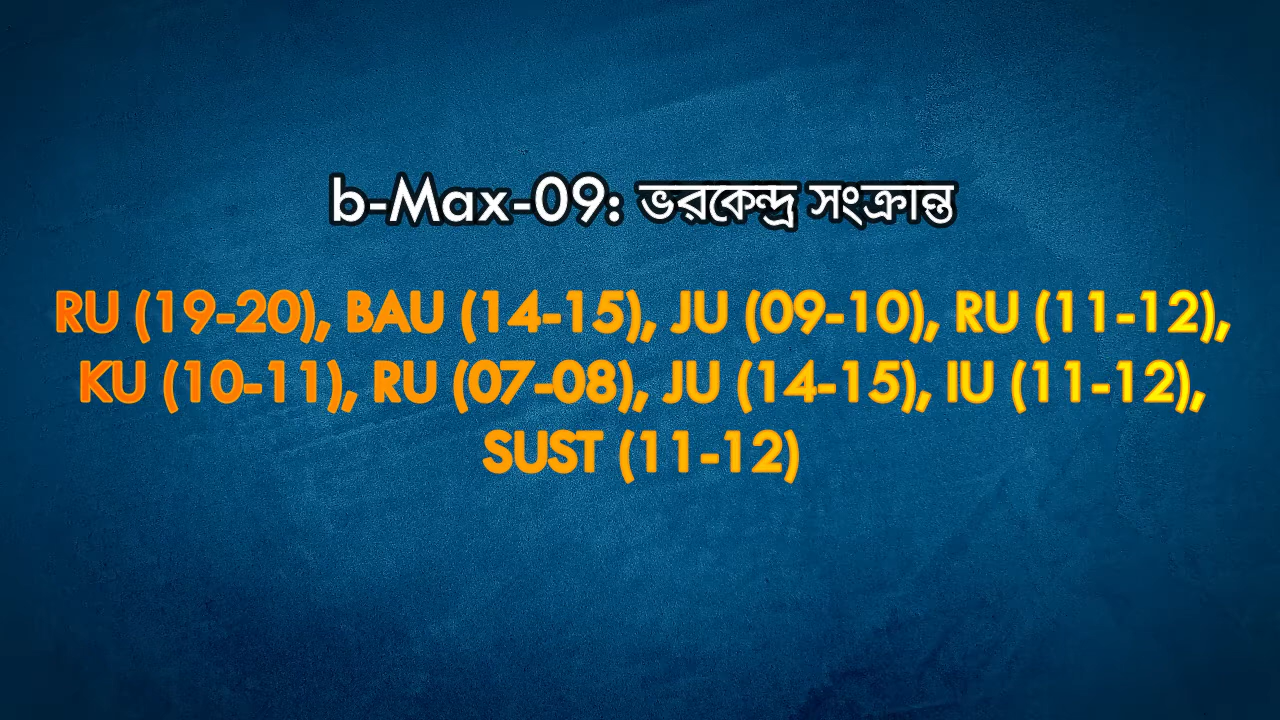 b-Max-09: ভরকেন্দ্র সংক্রান্ত
RU (19-20), BAU (14-15), JU (09-10), RU (11-12),
KU (10-11), RU (07-08), JU (14-15), IU (11-12),
SUST (11-12)